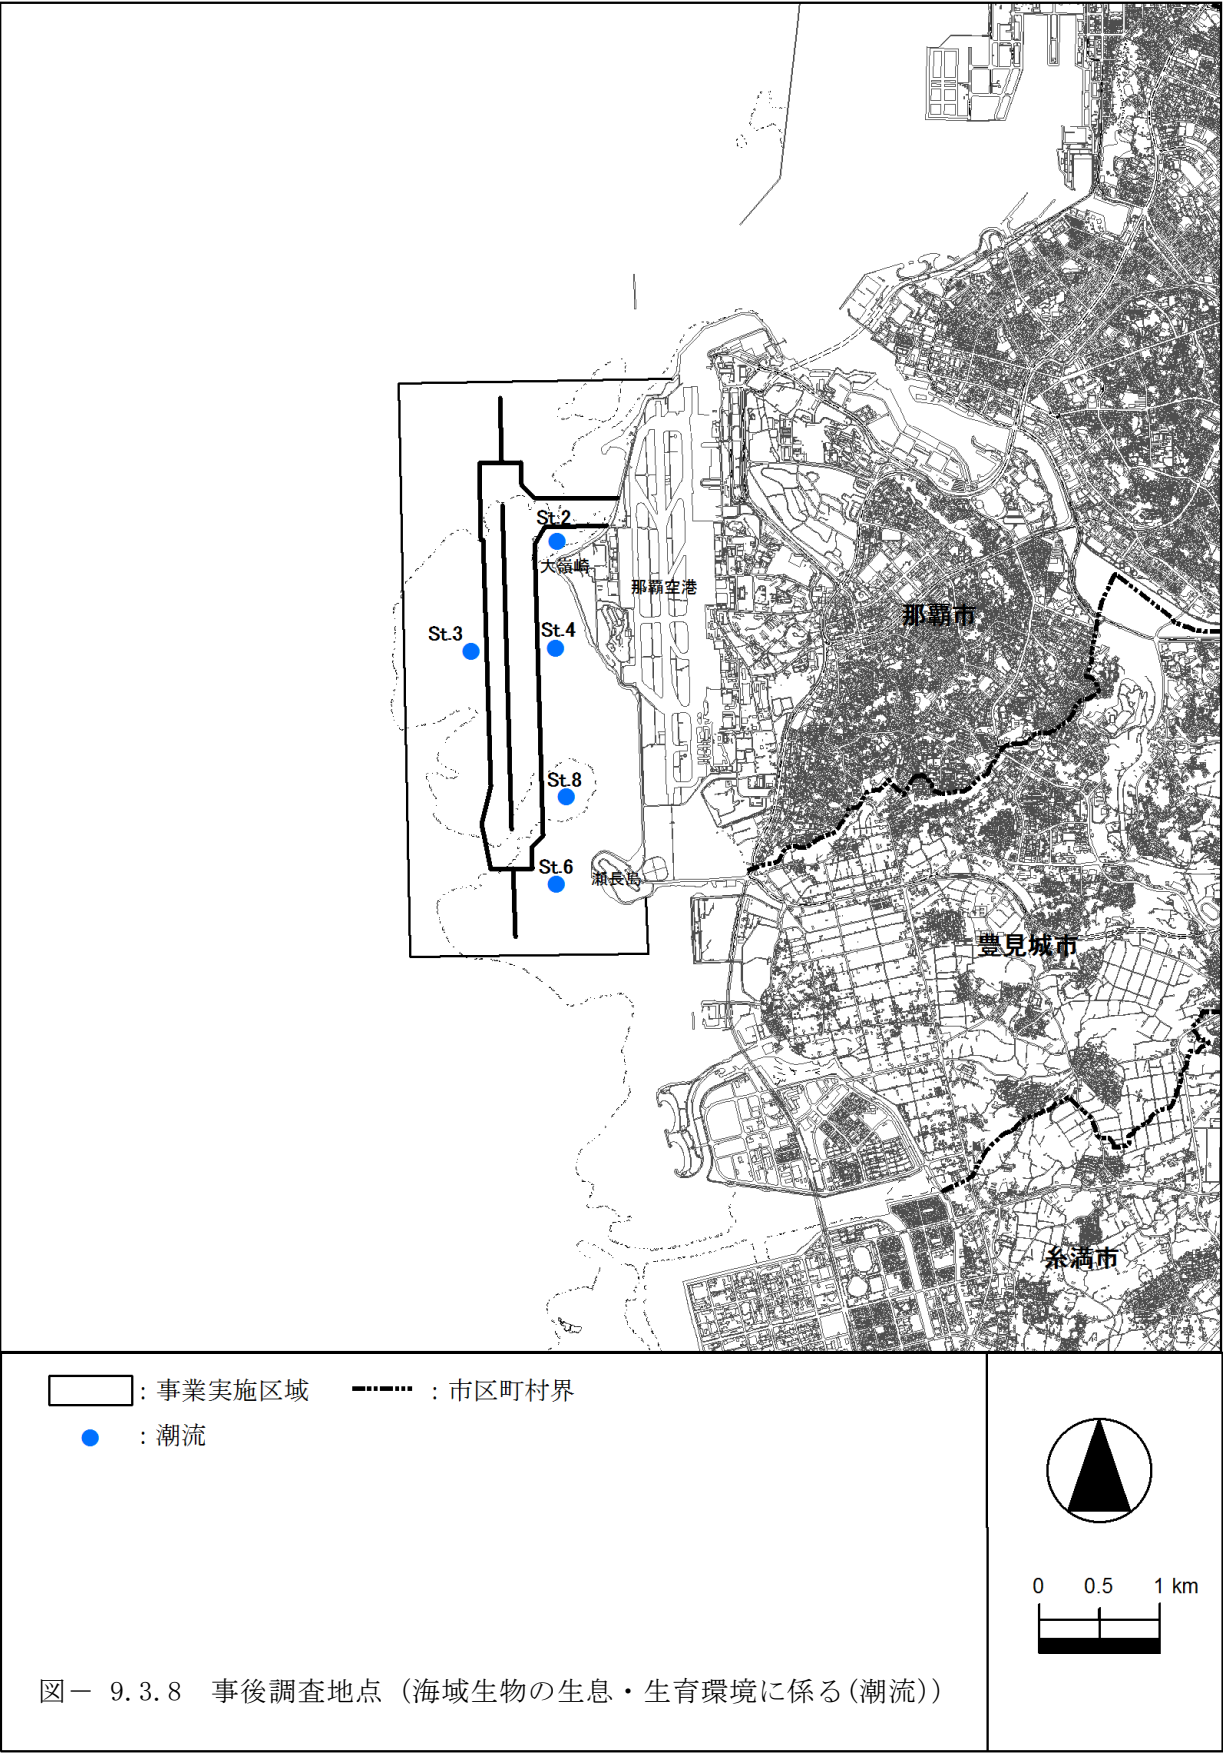 St.2
大嶺崎
那覇空港
那覇市
St.3
St.4
St.8
St.6
瀬長島
豊見城市
糸満市
：事業実施区域
：市区町村界
：潮流
0 0.5 1 km
図－ 9.3.8 事後調査地点（海域生物の生息・生育環境に係る(潮流)）